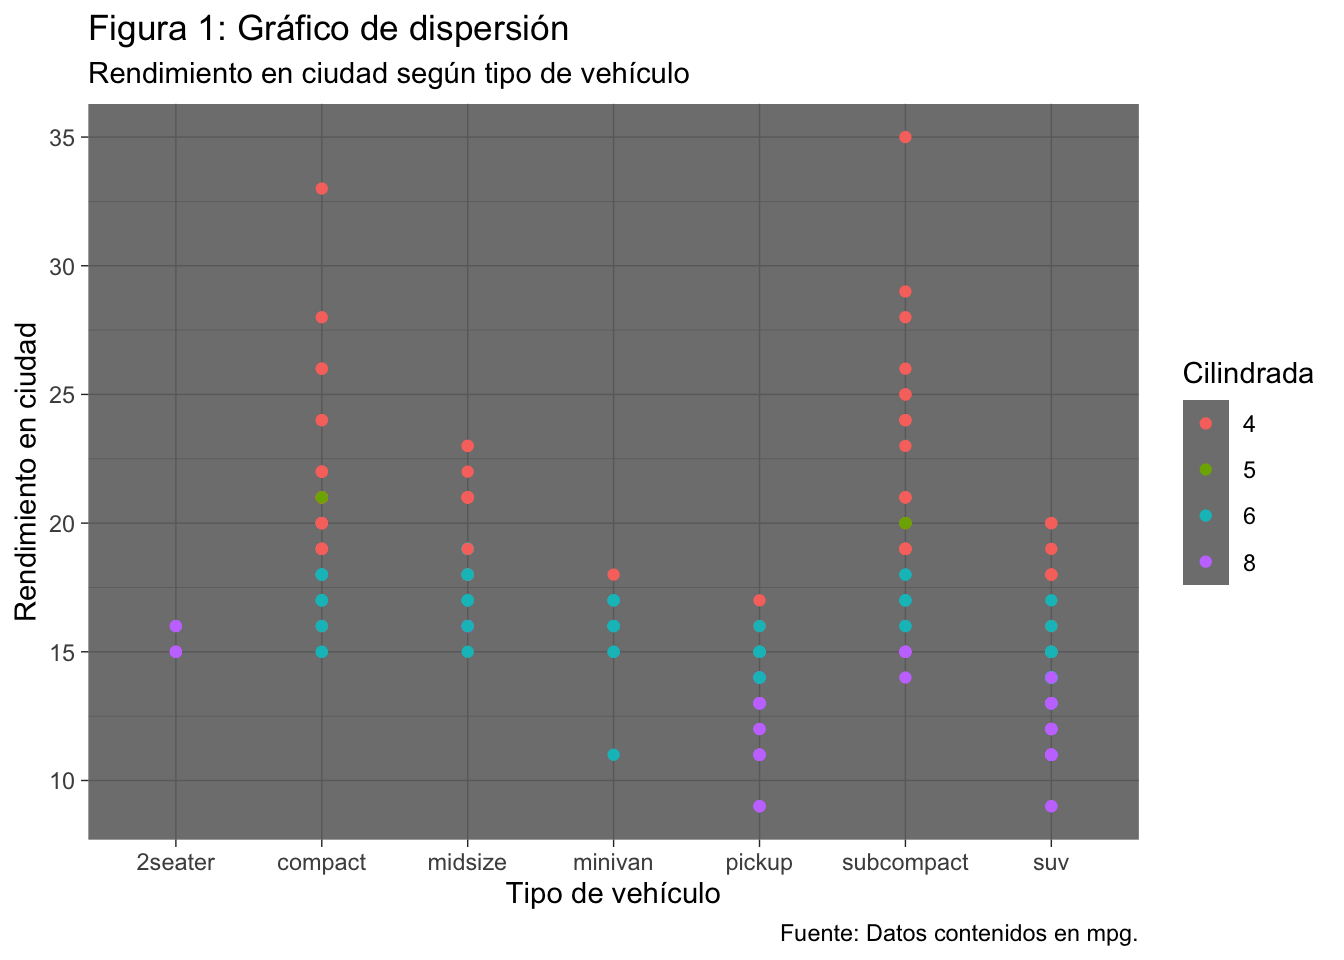 Figura 1: Gráfico de dispersión
Rendimiento en ciudad según tipo de vehículo
Rendimiento en ciudad
35
30
25
20
15
10
2seater compact midsize minivan pickup subcompact suv
Tipo de vehículo
Cilindrada
4
5
6
8
Fuente: Datos contenidos en mpg.